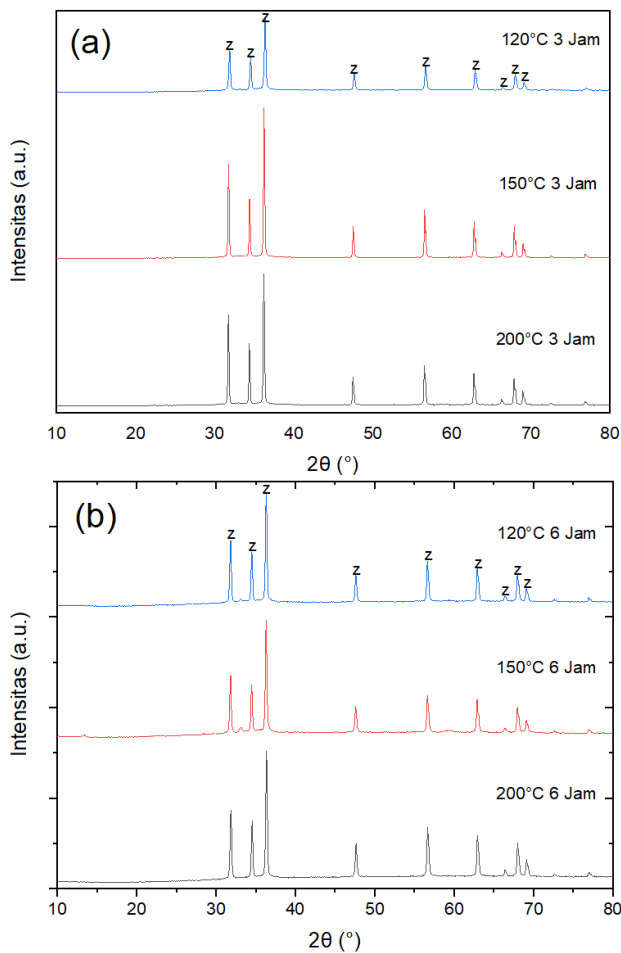 (a)
z
z
z
z
z
z
z
z
z
120°C 3 Jam
150°C 3 Jam
200°C 3 Jam
Intensitas (a.u.)
10 20 30 40 50 60 70 80
2θ (°)
(b)
z
z
z
z
z
z
z
z
z
120°C 6 Jam
150°C 6 Jam
200°C 6 Jam
Intensitas (a.u.)
10 20 30 40 50 60 70 80
2θ (°)